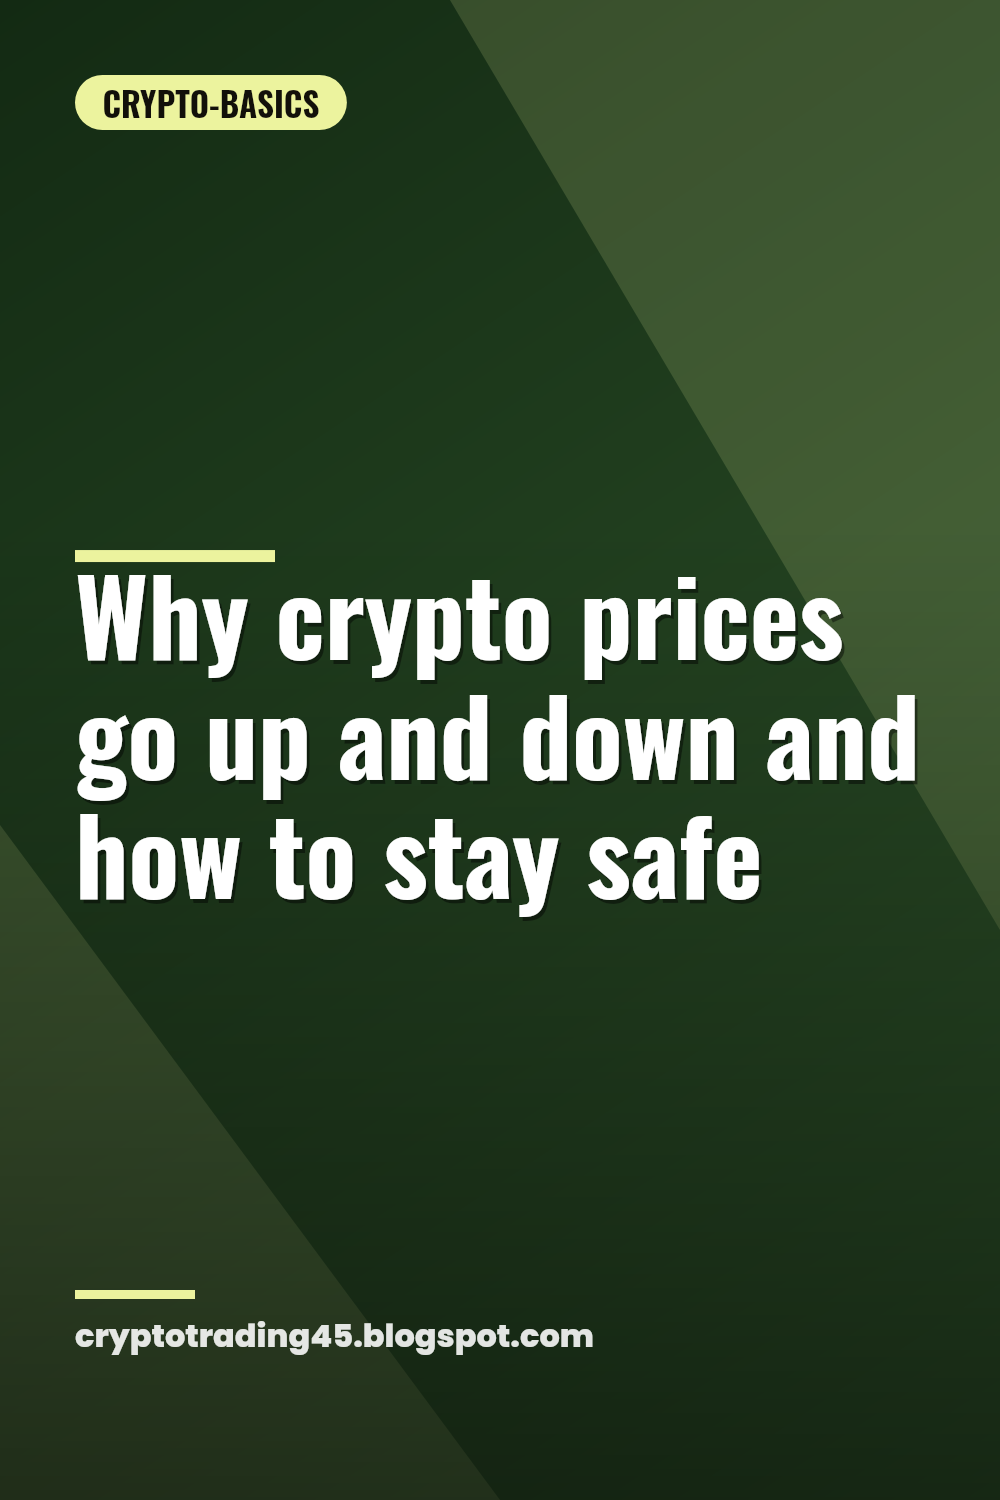 CRYPTO-BASICS
Why crypto prices
go up and down and
how to stay safe
cryptotrading45.blogspot.com